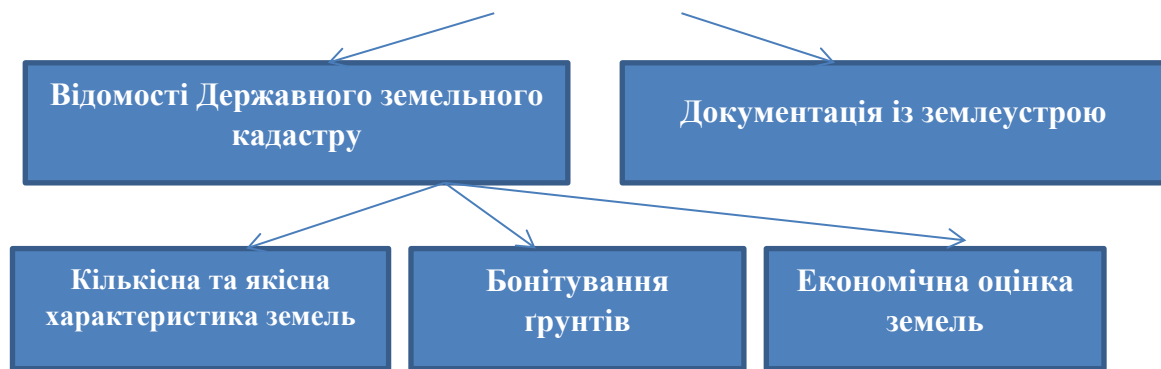 Відомості Державного земельного
кадастру
Документація із землеустрою
Кількісна та якісна
характеристика земель
Бонітування
ґрунтів
Економічна оцінка
земель